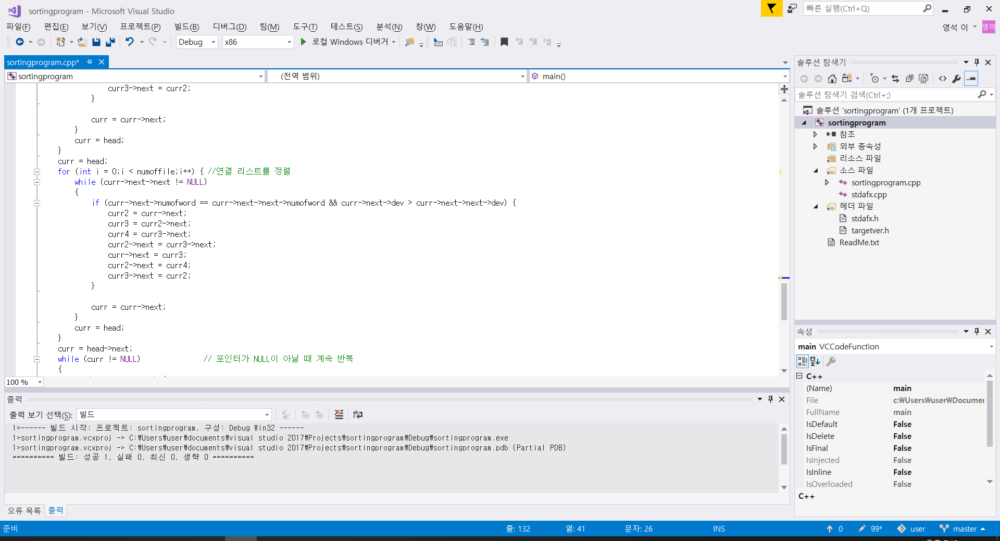 sortingprogram - Microsoft Visual Studio
빠른 실행(Ctrl+Q)
파일(F) 편집(E) 보기(V) 프로젝트(P) 빌드(B) 디버그(D) 팀(M) 도구(T) 테스트(S) 분석(N) 창(W) 도움말(H)
영석 이
영이
Debug x86 로컬 Windows 디버거
sortingprogram.cpp*
sortingprogram (전역 범위) main()
curr3->next = curr2;
}
curr = curr->next;
}
curr = head;
}
curr = head;
for (int i = 0;i < numoffile;i++) { //연결 리스트를 정렬
while (curr->next->next != NULL)
{
if (curr->next->numofword == curr->next->next->numofword && curr->next->dev > curr->next->next->dev) {
curr2 = curr->next;
curr3 = curr2->next;
curr4 = curr3->next;
curr2->next = curr3->next;
curr->next = curr3;
curr2->next = curr4;
curr3->next = curr2;
}
curr = curr->next;
}
curr = head;
}
curr = head->next;
while (curr != NULL) // 포인터가 NULL이 아닐 때 계속 반복
{
100 %
출력
출력 보기 선택(S): 빌드
1>------ 빌드 시작: 프로젝트: sortingprogram, 구성: Debug Win32 ------
1>sortingprogram.vcxproj -> C:₩Users₩user₩documents₩visual studio 2017₩Projects₩sortingprogram₩Debug₩sortingprogram.exe
1>sortingprogram.vcxproj -> C:₩Users₩user₩documents₩visual studio 2017₩Projects₩sortingprogram₩Debug₩sortingprogram.pdb (Partial PDB)
========== 빌드: 성공 1, 실패 0, 최신 0, 생략 0 ==========
오류 목록 출력
솔루션 탐색기
솔루션 탐색기 검색(Ctrl+;)
솔루션 'sortingprogram' (1개 프로젝트)
sortingprogram
참조
외부 종속성
리소스 파일
소스 파일
sortingprogram.cpp
stdafx.cpp
헤더 파일
stdafx.h
targetver.h
ReadMe.txt
속성
main VCCodeFunction
C++
(Name) main
File c:₩Users₩user₩Documer
FullName main
IsDefault False
IsDelete False
IsFinal False
IsInjected False
IsInline False
IsOverloaded False
C++
준비 줄: 132 열: 41 문자: 26 INS 0 99* user master